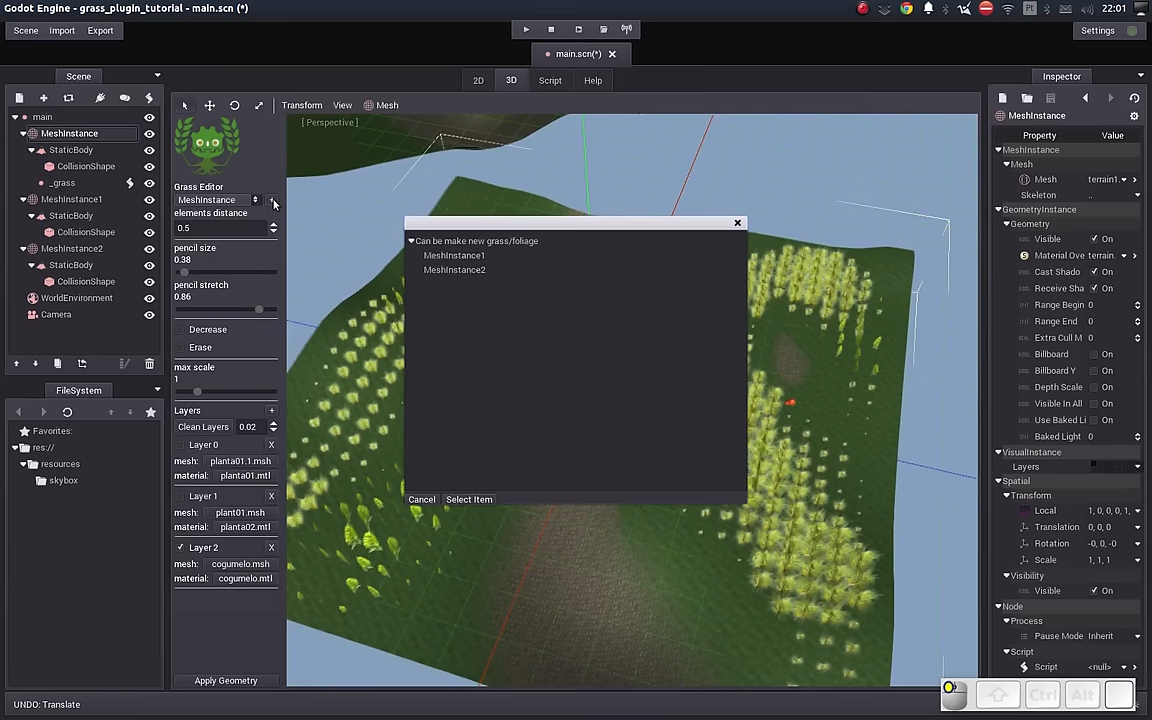 Godot Engine - grass_plugin_tutorial - main.scn (*)
Pt
22:01
Scene
Import
Export
Settings
main.scn(*)
Scene
2D
3D
Script
Help
Inspector
Transform
View
Mesh
[ Perspective ]
main
MeshInstance
StaticBody
CollisionShape
_grass
MeshInstance1
StaticBody
CollisionShape
MeshInstance2
StaticBody
CollisionShape
WorldEnvironment
Camera
FileSystem
Favorites:
res://
resources
skybox
Grass Editor
MeshInstance
elements distance
0.5
pencil size
0.38
pencil stretch
0.86
Decrease
Erase
max scale
1
Layers
+
Clean Layers
0.02
Layer 0
X
mesh:
planta01.1.msh
material:
planta01.mtl
Layer 1
X
mesh:
plant01.msh
material:
planta02.mtl
Layer 2
X
mesh:
cogumelo.msh
material:
cogumelo.mtl
Apply Geometry
Can be make new grass/foliage
MeshInstance1
MeshInstance2
Cancel
Select Item
MeshInstance
Property
Value
MeshInstance
Mesh
Mesh
terrain1.
Skeleton
..
GeometryInstance
Geometry
Visible
On
Material Ove
terrain.
Cast Shado
On
Receive Sha
On
Range Begin
0
Range End
0
Extra Cull M
0
Billboard
On
Billboard Y
On
Depth Scale
On
Visible In All
On
Use Baked Li
On
Baked Light
0
VisualInstance
Layers
Spatial
Transform
Local
1, 0, 0, 0, 1,
Translation
0, 0, 0
Rotation
-0, 0, -0
Scale
1, 1, 1
Visibility
Visible
On
Node
Process
Pause Mode
Inherit
Script
Script
<null>
UNDO: Translate
Ctrl
Alt